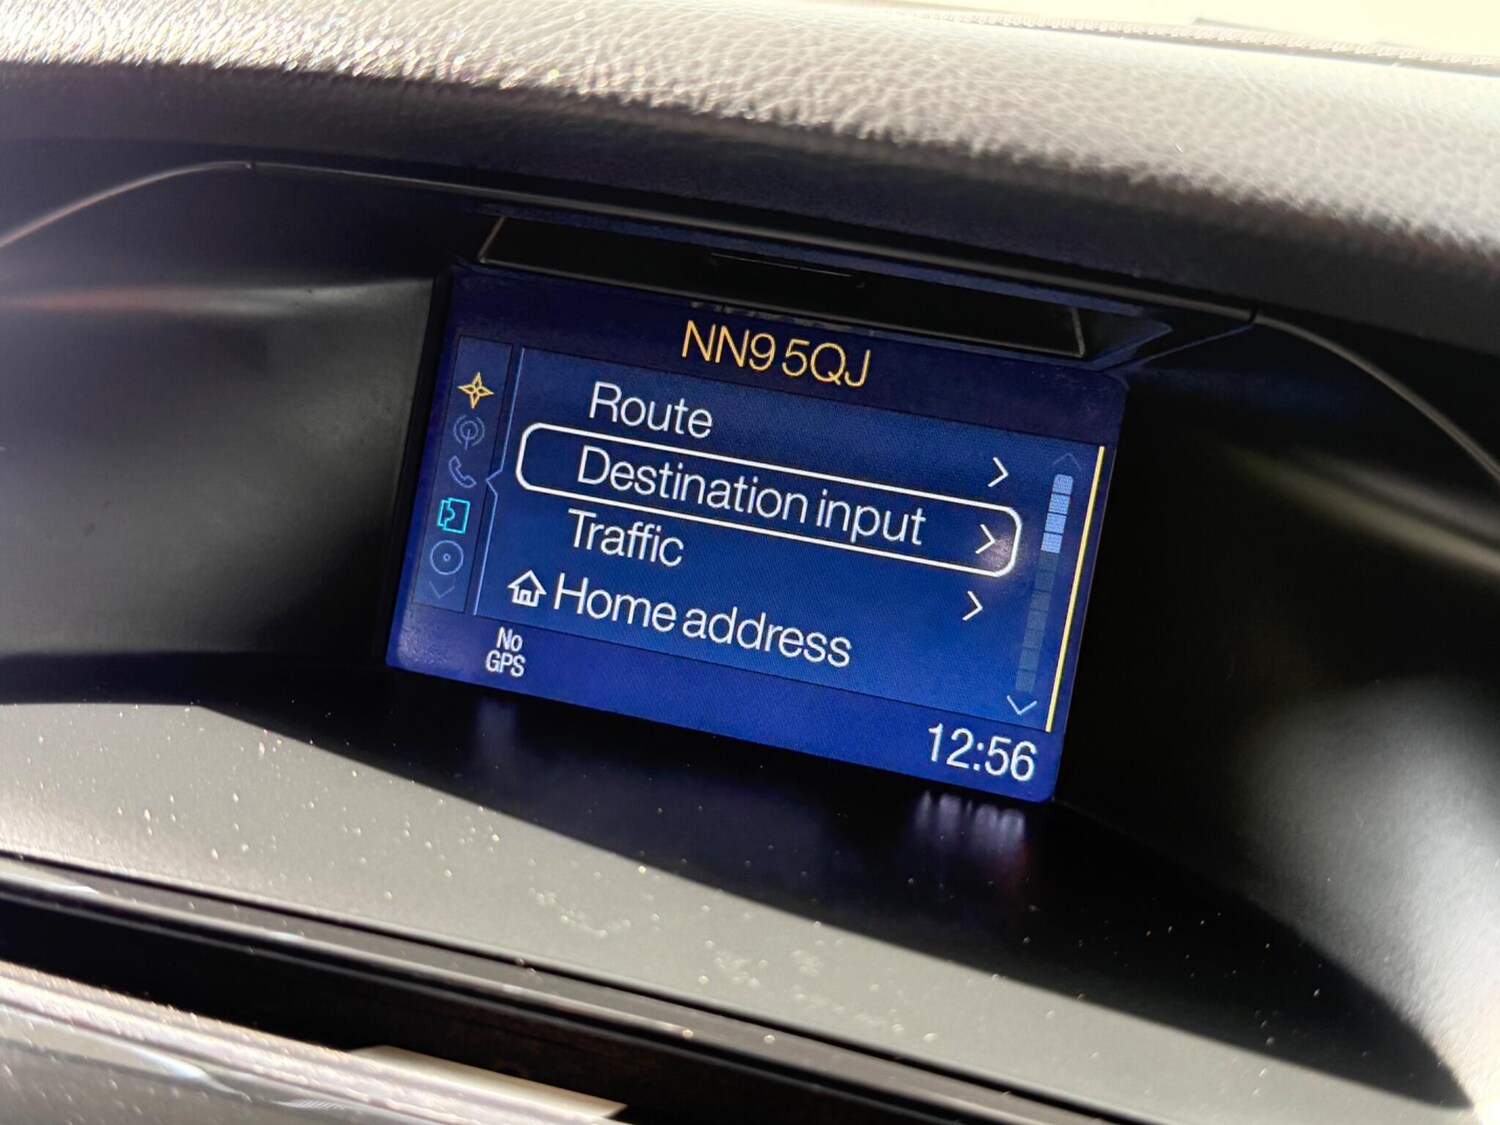 NN9 5QJ
Route
Destination input
Traffic
Home address
No
GPS
12:56